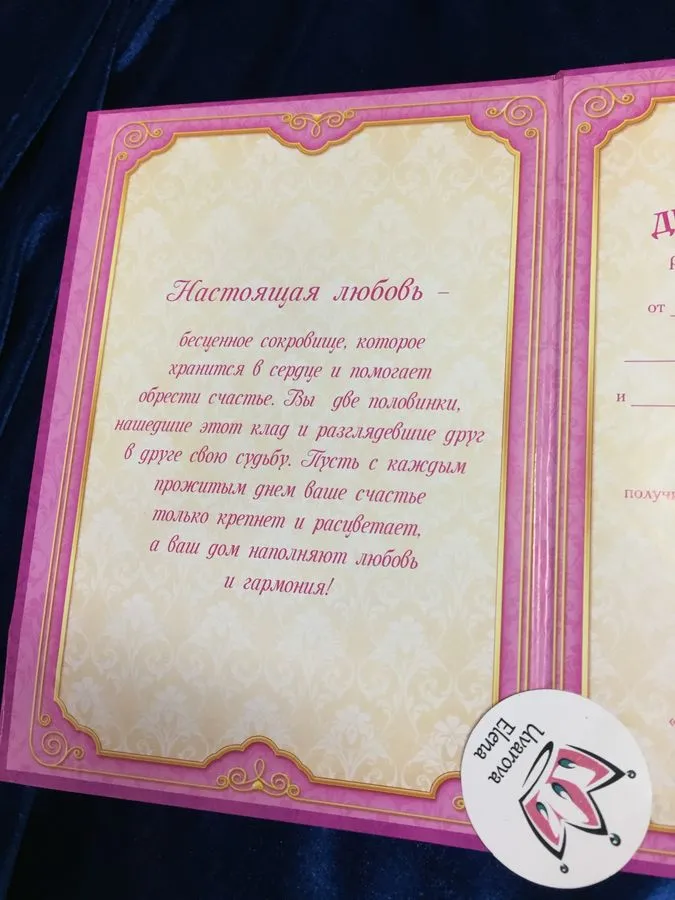 Настоящая любовь –
бесценное сокровище, которое
хранится в сердце и помогает
обрести счастье. Вы две половинки,
нашедшие этот клад и разглядевшие друг
в друге свою судьбу. Пусть с каждым
прожитым днем ваше счастье
только крепнет и расцветает,
а ваш дом наполняют любовь
и гармония!
от
и
Uvarova
Elena